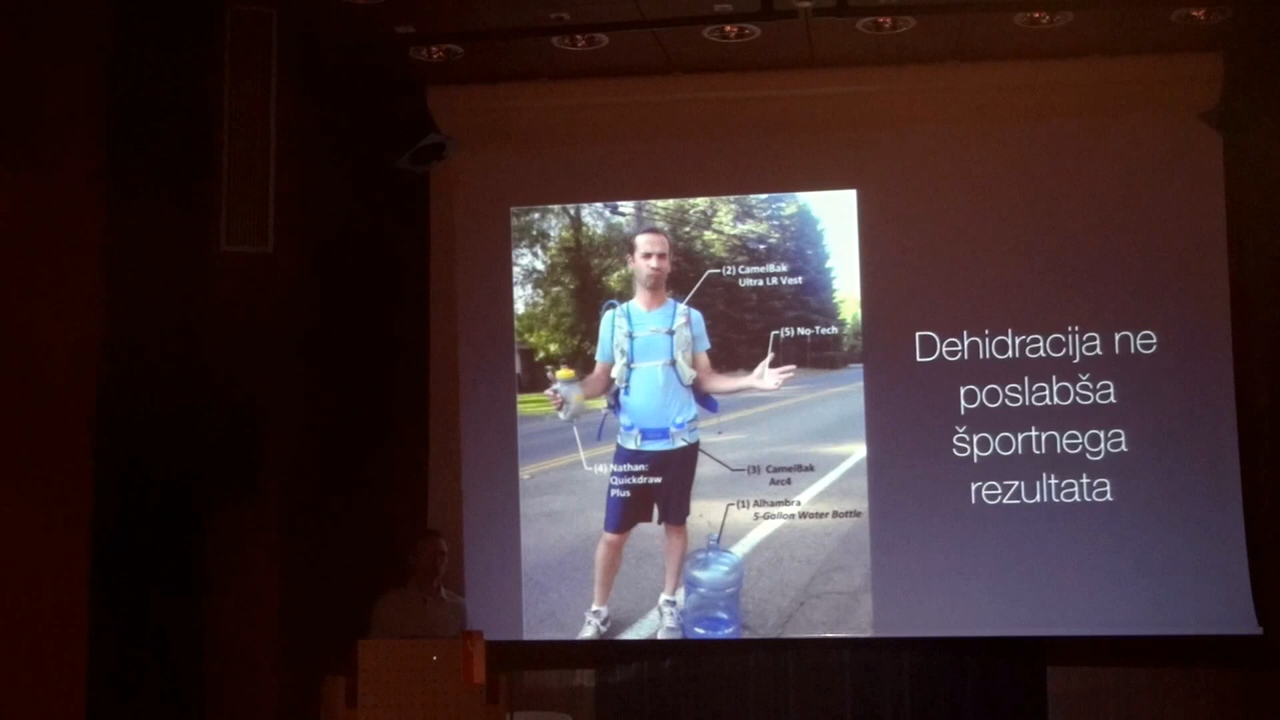 (2) CamelBak
Ultra LR Vest
(5) No-Tech
(4) Nathan:
Quickdraw
Plus
(3) CamelBak
Arc4
(1) Alhambra
5-Gallon Water Bottle
Dehidracija ne
poslabša
športnega
rezultata